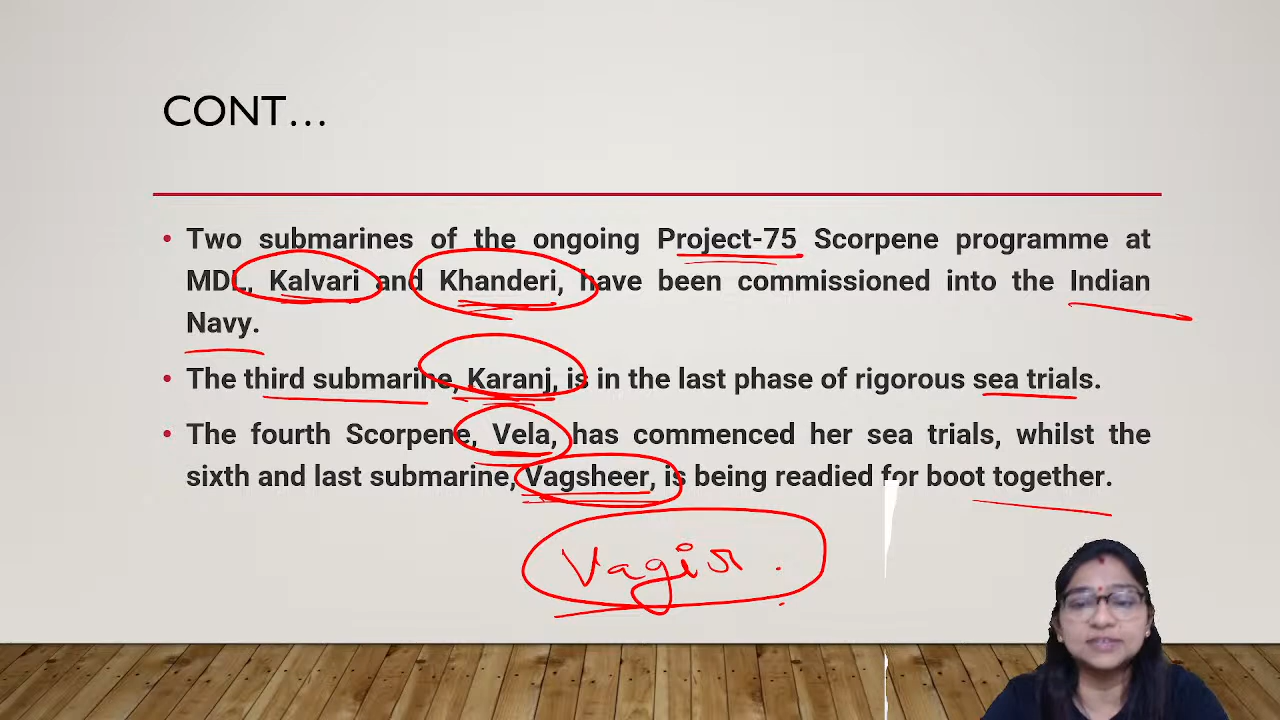 CONT...
• Two submarines of the ongoing Project-75 Scorpene programme at
MDL, Kalvari and Khanderi, have been commissioned into the Indian
Navy.
• The third submarine, Karanj, is in the last phase of rigorous sea trials.
• The fourth Scorpene, Vela, has commenced her sea trials, whilst the
sixth and last submarine, Vagsheer, is being readied for boot together.
Vagir.